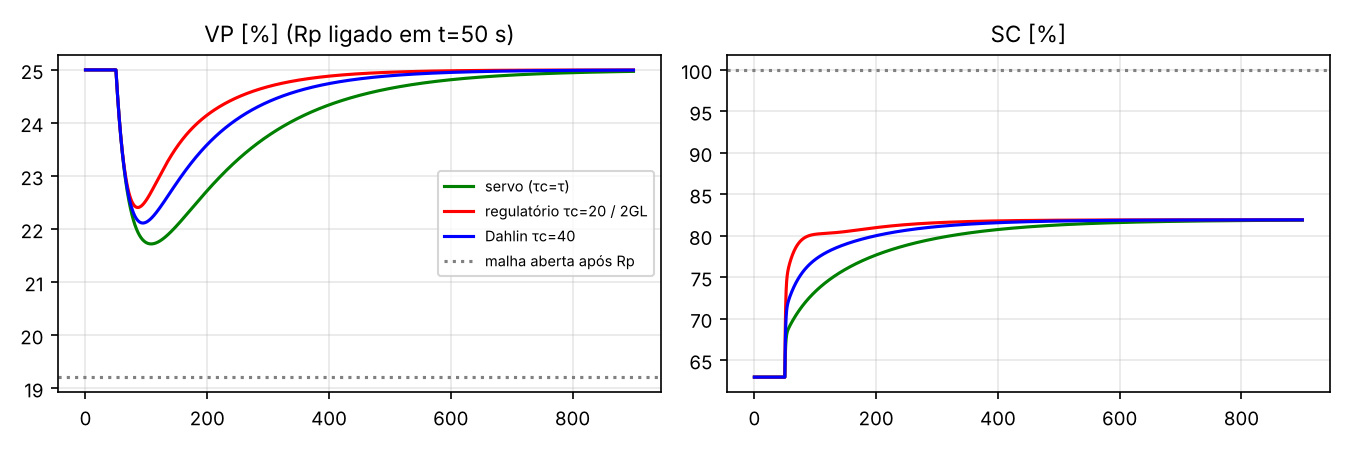 VP [%] (Rp ligado em t=50 s)
25
24
23
22
21
20
19
0 200 400 600 800
servo (τc=τ)
regulatório τc=20 / 2GL
Dahlin τc=40
malha aberta após Rp
SC [%]
100
95
90
85
80
75
70
65
0 200 400 600 800